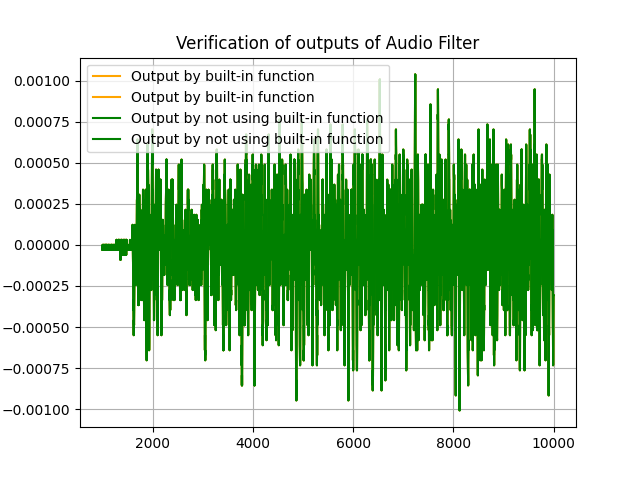 Verification of outputs of Audio Filter
Output by built-in function
Output by built-in function
Output by not using built-in function
Output by not using built-in function
0.00100
0.00075
0.00050
0.00025
0.00000
−0.00025
−0.00050
−0.00075
−0.00100
2000
4000
6000
8000
10000